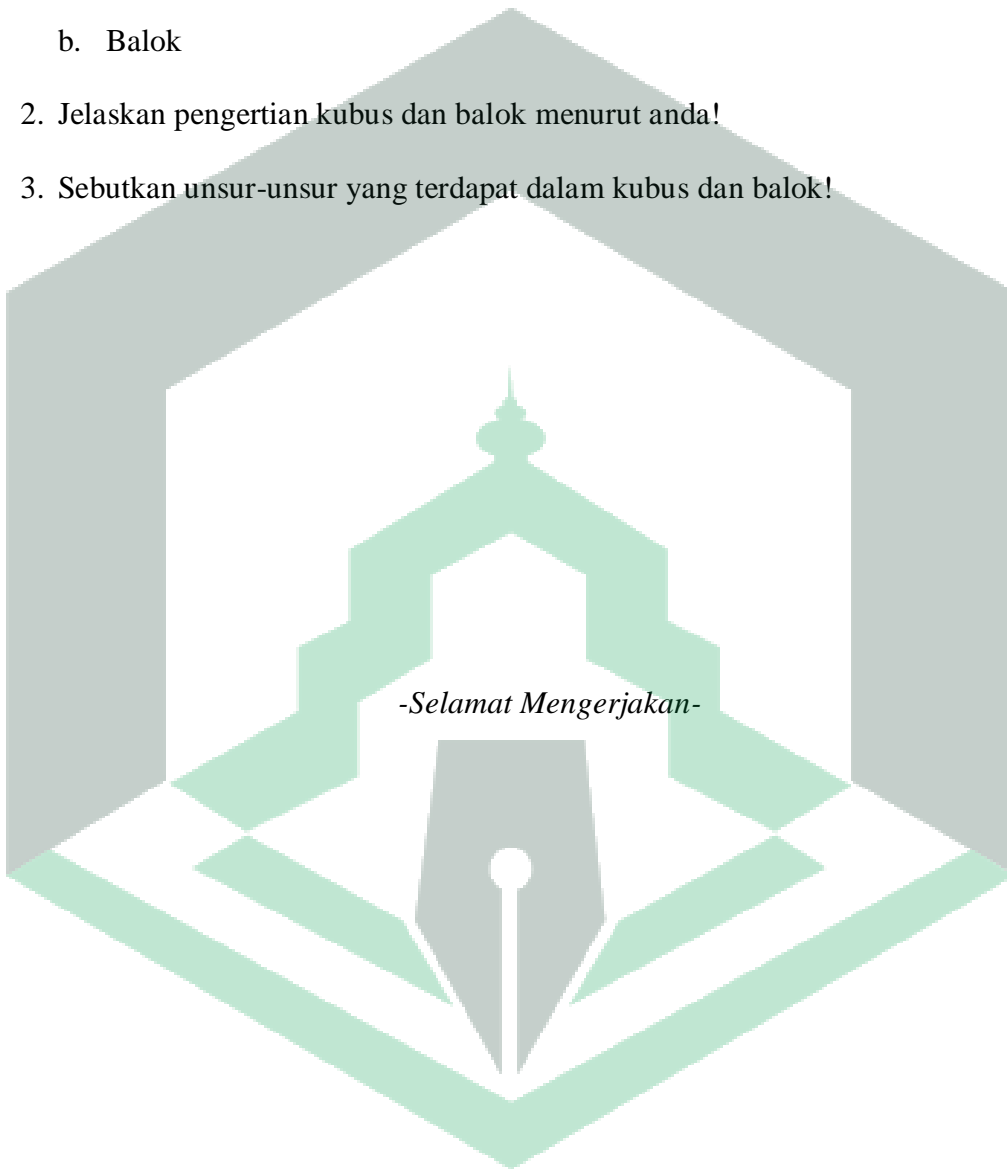 b. Balok
2. Jelaskan pengertian kubus dan balok menurut anda!
3. Sebutkan unsur-unsur yang terdapat dalam kubus dan balok!
-Selamat Mengerjakan-